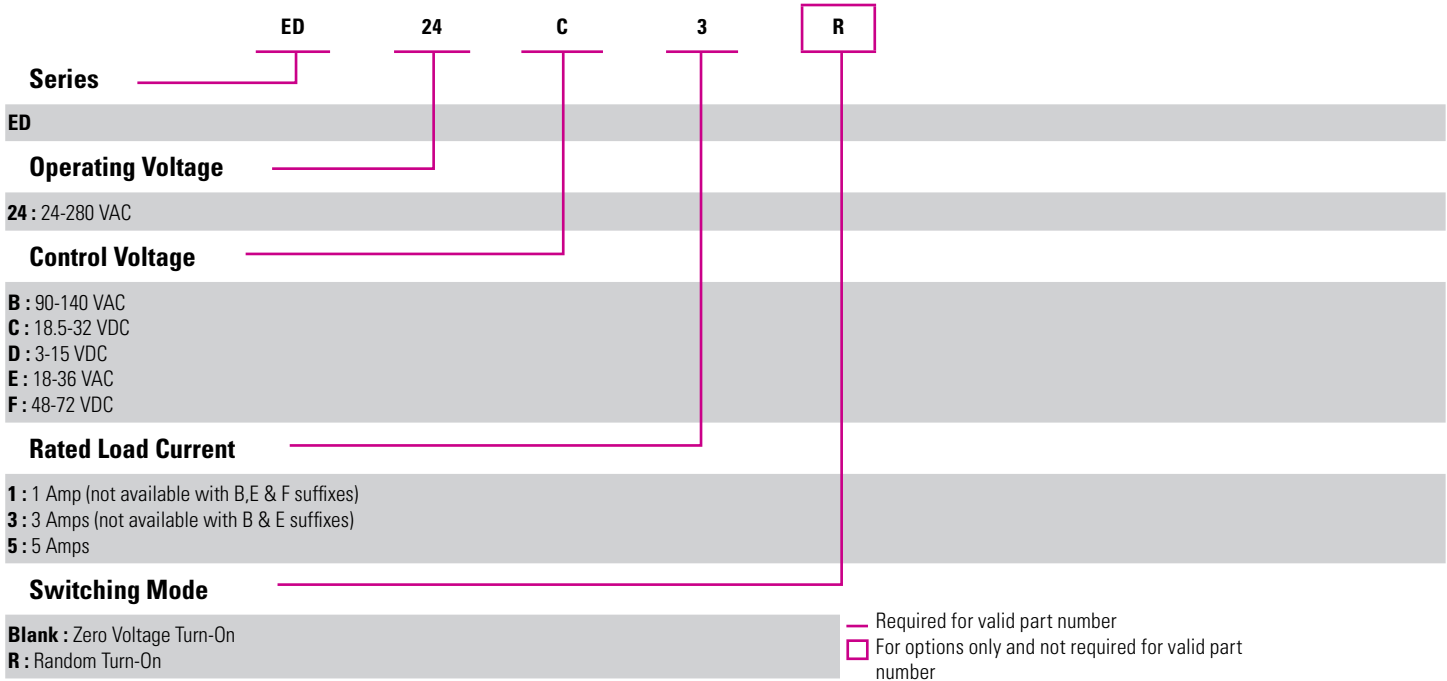 ED 24 C 3 R
Series
ED
Operating Voltage
24 : 24-280 VAC
Control Voltage
B : 90-140 VAC
C : 18.5-32 VDC
D : 3-15 VDC
E : 18-36 VAC
F : 48-72 VDC
Rated Load Current
1 : 1 Amp (not available with B,E & F suffixes)
3 : 3 Amps (not available with B & E suffixes)
5 : 5 Amps
Switching Mode
Blank : Zero Voltage Turn-On
R : Random Turn-On
Required for valid part number
For options only and not required for valid part
number